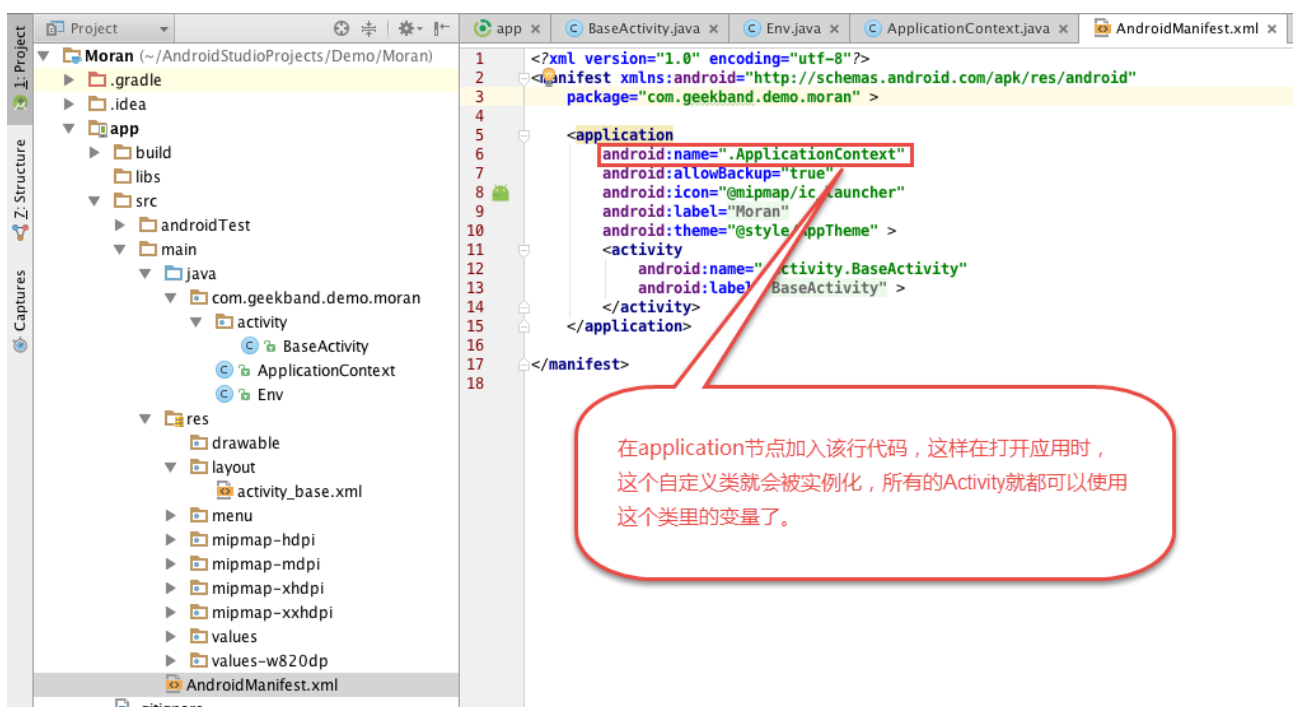 Project
app
BaseActivity.java
Env.java
ApplicationContext.java
AndroidManifest.xml
1: Project
Z: Structure
Captures
Moran (~/AndroidStudioProjects/Demo/Moran)
.gradle
.idea
app
build
libs
src
androidTest
main
java
com.geekband.demo.moran
activity
BaseActivity
ApplicationContext
Env
res
drawable
layout
activity_base.xml
menu
mipmap-hdpi
mipmap-mdpi
mipmap-xhdpi
mipmap-xxhdpi
values
values-w820dp
AndroidManifest.xml
.gitignore
1 <?xml version="1.0" encoding="utf-8"?>
2 <manifest xmlns:android="http://schemas.android.com/apk/res/android"
3 package="com.geekband.demo.moran" >
4
5 <application
6 android:name=".ApplicationContext"
7 android:allowBackup="true"
8 android:icon="@mipmap/ic_launcher"
9 android:label="Moran"
10 android:theme="@style/AppTheme" >
11 <activity
12 android:name=".activity.BaseActivity"
13 android:label="BaseActivity" >
14 </activity>
15 </application>
16
17 </manifest>
18
在application节点加入该行代码，这样在打开应用时，
这个自定义类就会被实例化，所有的Activity就都可以使用
这个类里的变量了。